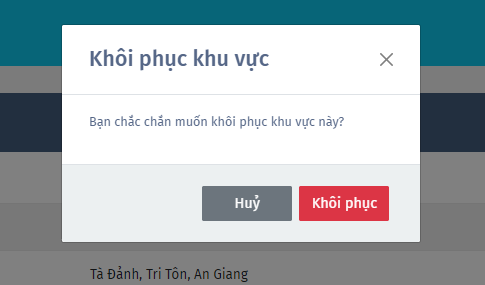 Khôi phục khu vực
Bạn chắc chắn muốn khôi phục khu vực này?
Huỷ
Khôi phục
Tà Đảnh, Tri Tôn, An Giang